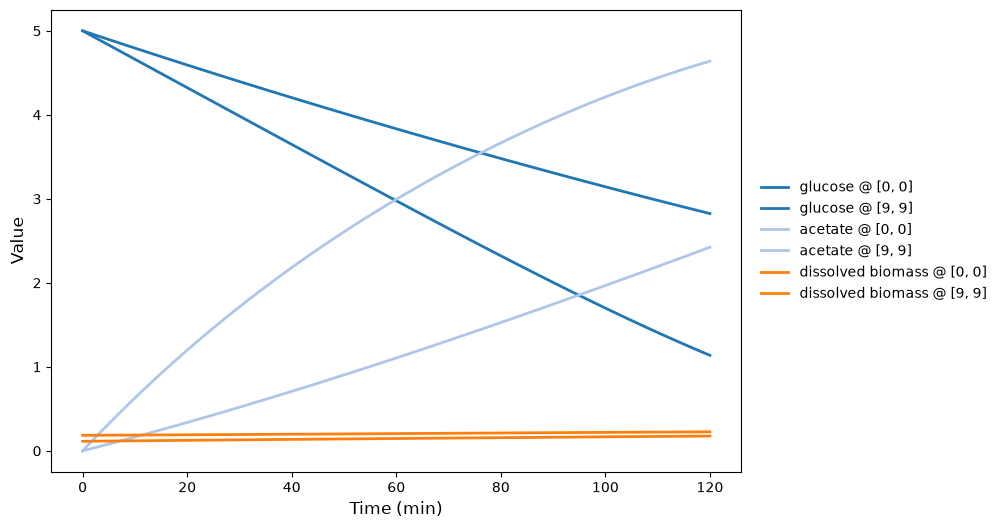 5
4
3
2
1
0
Value
0 20 40 60 80 100 120
Time (min)
glucose @ [0, 0]
glucose @ [9, 9]
acetate @ [0, 0]
acetate @ [9, 9]
dissolved biomass @ [0, 0]
dissolved biomass @ [9, 9]